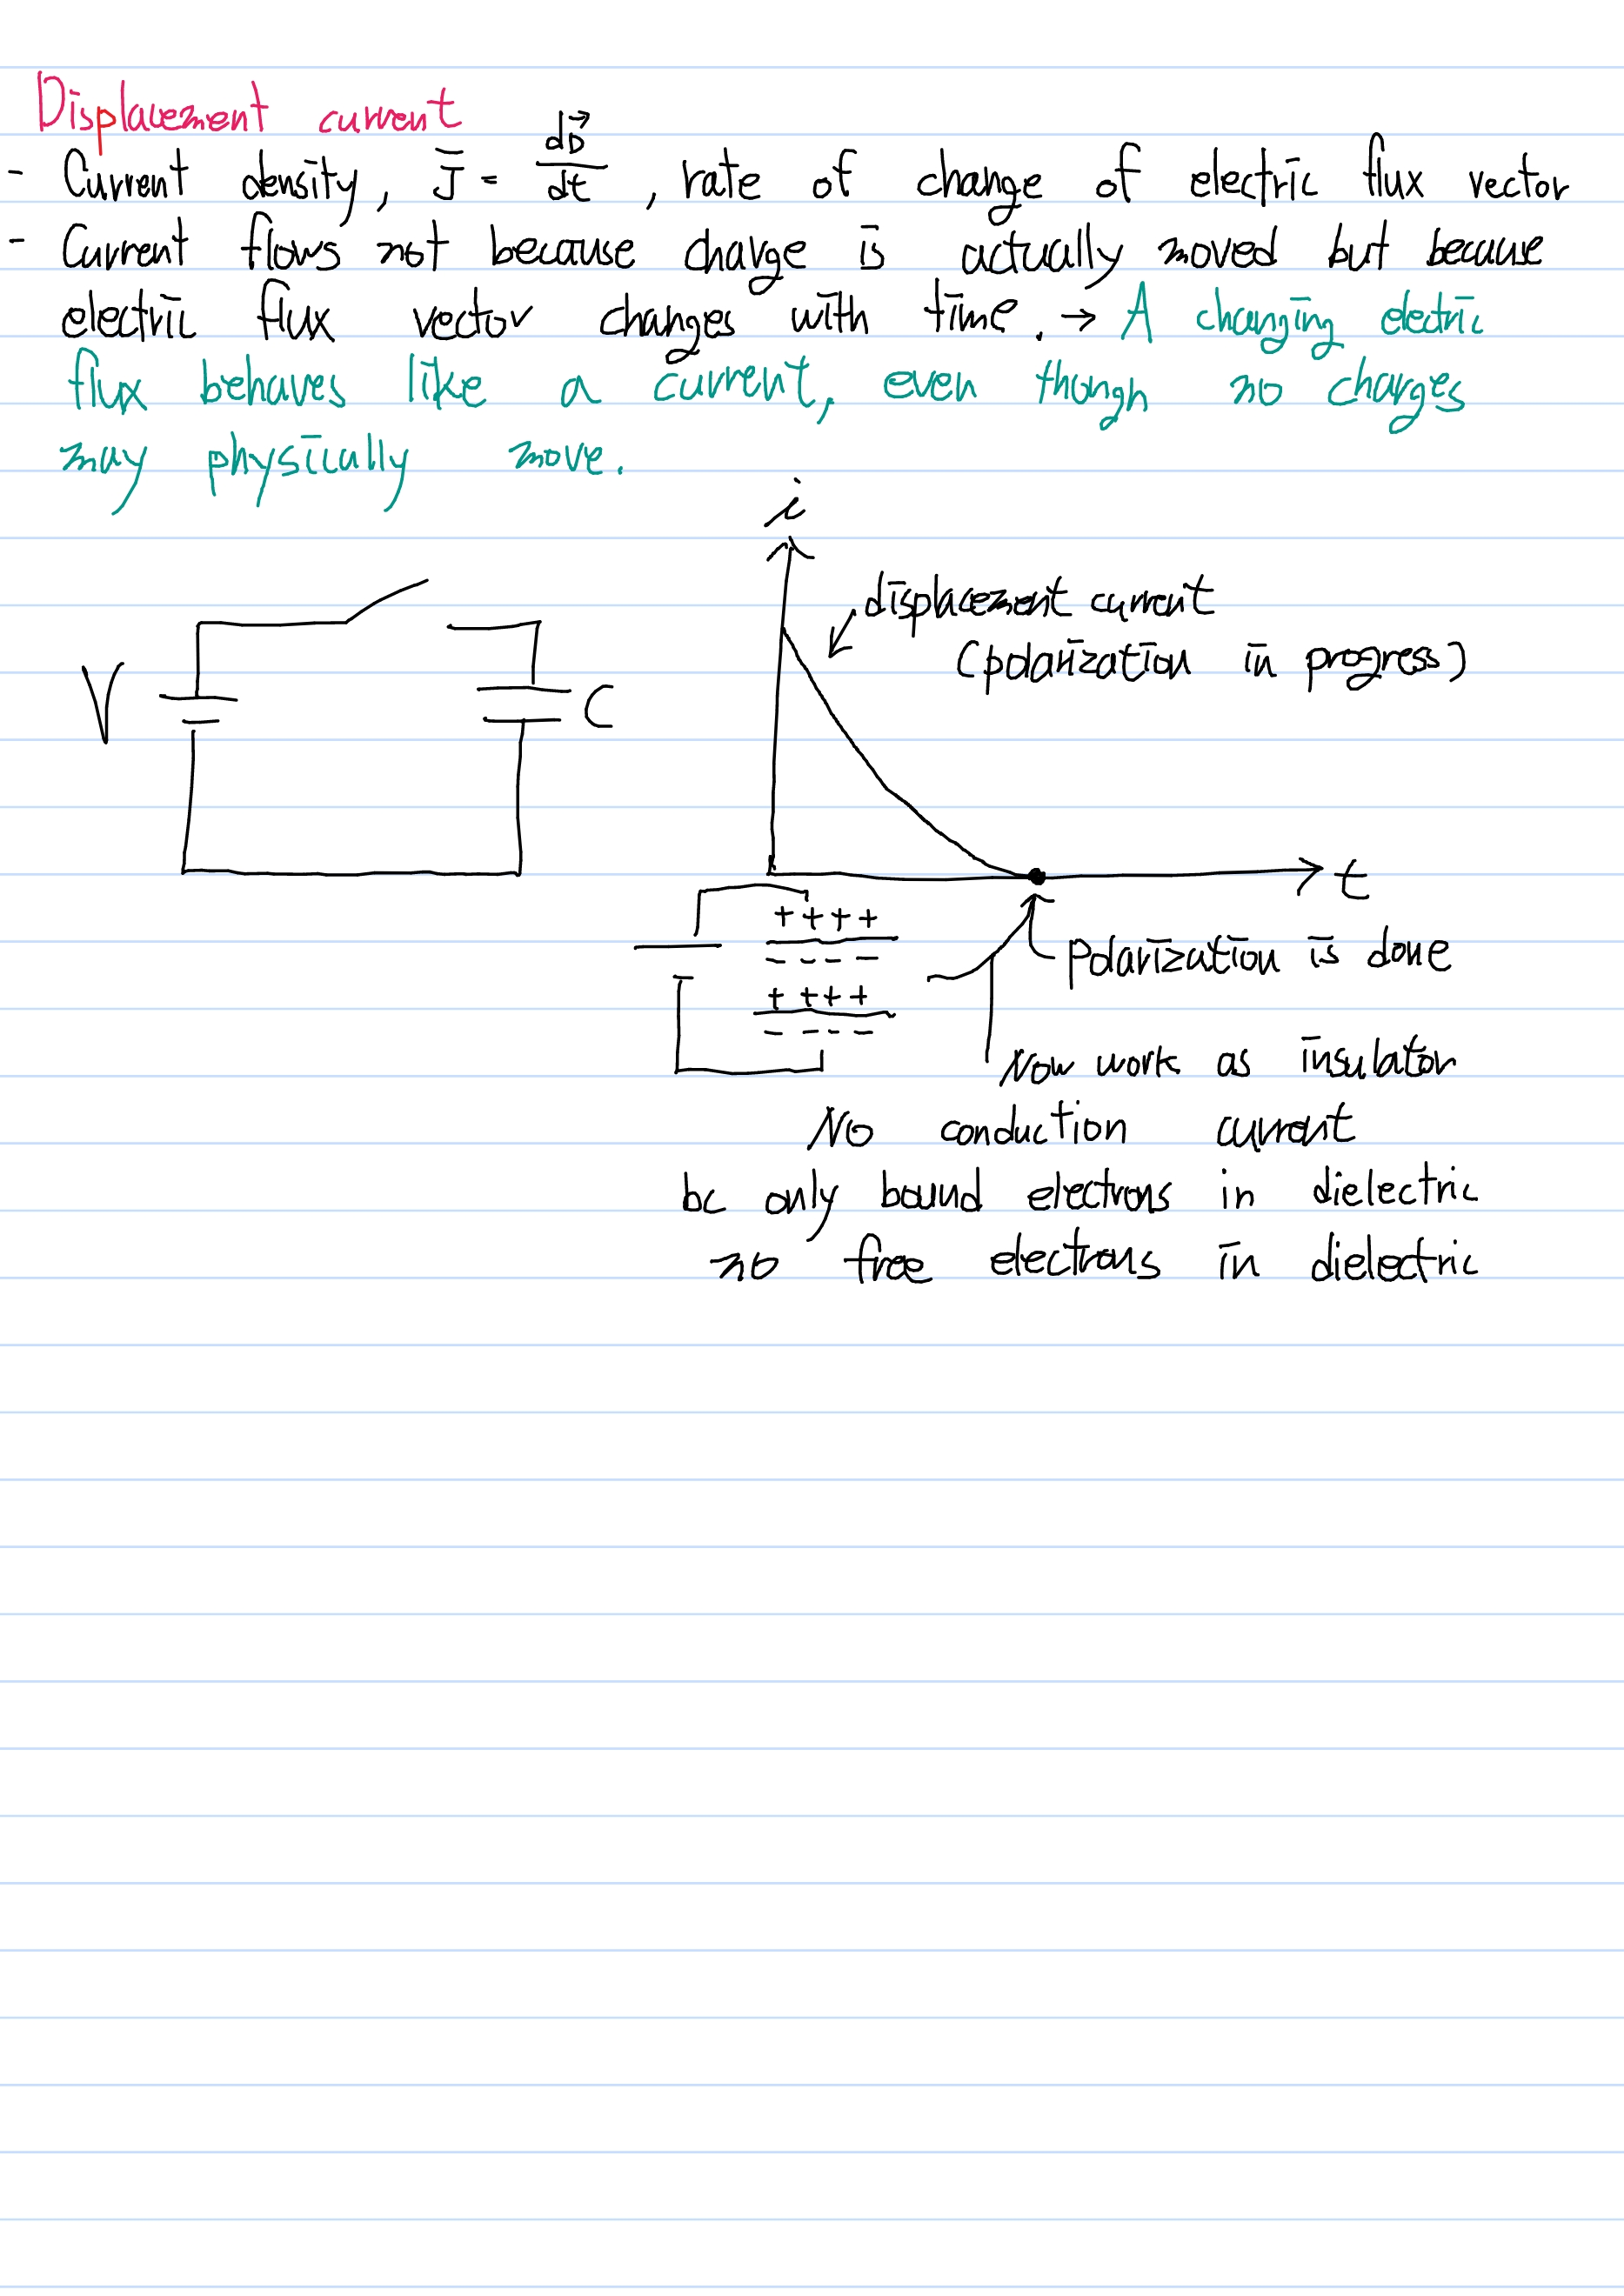 Displacement current
- Current density, J̄ = dD⃗/dt, rate of change of electric flux vector
- Current flows not because charge is actually moved but because
electric flux vector changes with time. → A changing electric
flux behaves like a current, even though no charges
may physically move.
i
displacement current
(polarization in progress)
V
C
t
+ + + +
- - - -
polarization is done
+ + + +
- - - -
Now work as insulator
No conduction current
bc only bound electrons in dielectric
no free electrons in dielectric